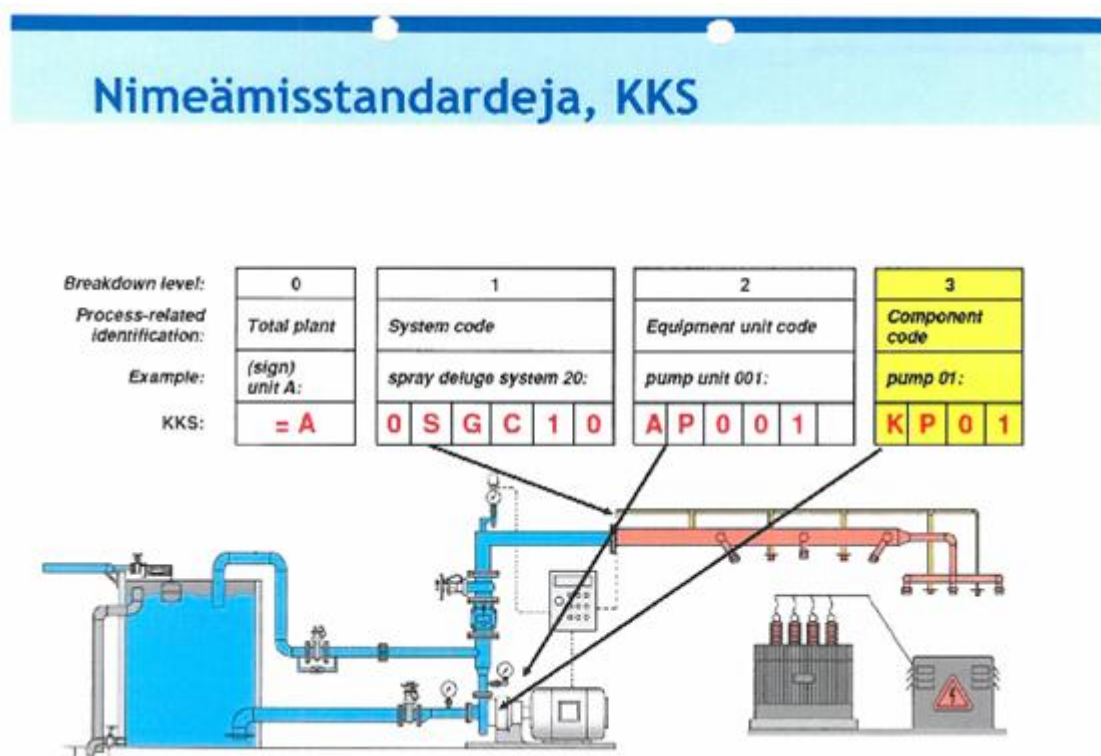 Nimeämisstandardeja, KKS
Breakdown level: 0 1 2 3
Process-related identification: Total plant System code Equipment unit code Component code
Example: (sign) unit A: spray deluge system 20: pump unit 001: pump 01:
KKS: = A 0 S G C 1 0 A P 0 0 1 K P 0 1